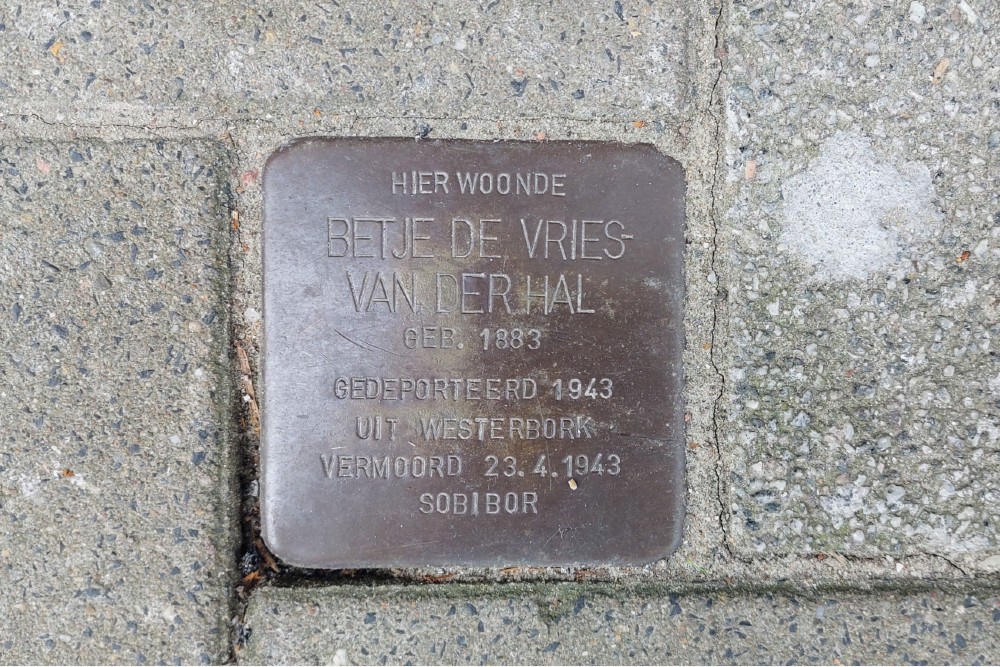 HIER WOONDE
BETJE DE VRIES-
VAN DER HAL
GEB. 1883
GEDEPORTEERD 1943
UIT WESTERBORK
VERMOORD 23.4.1943
SOBIBOR